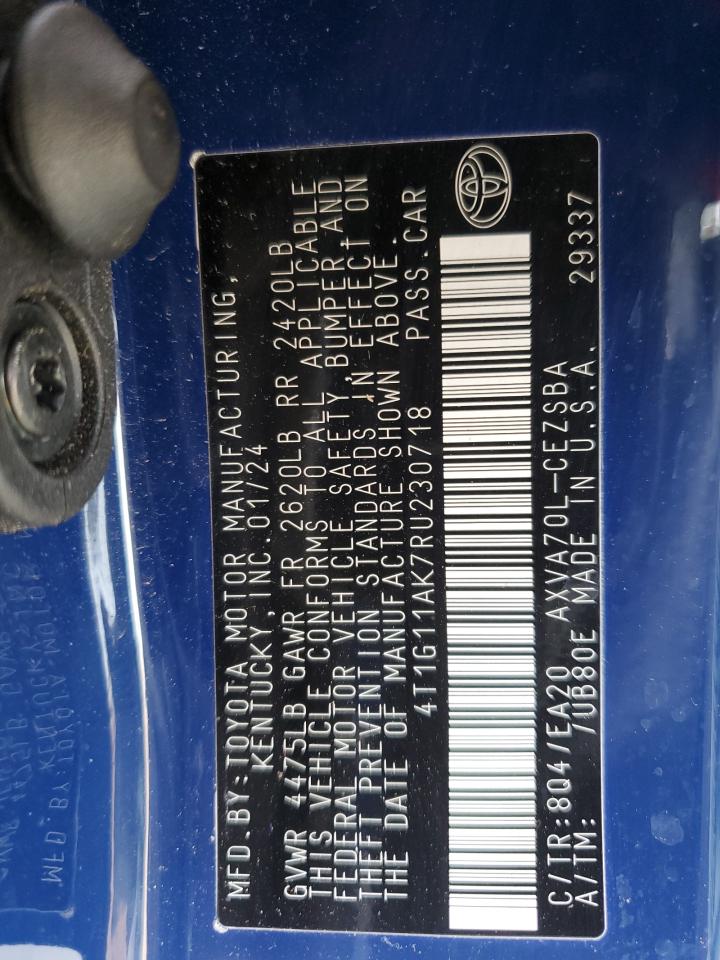 MFD.BY:TOYOTA MOTOR MANUFACTURING,
KENTUCKY,INC.01/24
GVWR 4475LB GAWR FR 2620LB RR 2420LB
THIS VEHICLE CONFORMS TO ALL APPLICABLE
FEDERAL MOTOR VEHICLE SAFETY, BUMPER,AND
THEFT PREVENTION STANDARDS IN EFFECT ON
THE DATE OF MANUFACTURE SHOWN ABOVE.
4T1G11AK7RU230718 PASS.CAR
C/TR:8Q4/EA20 AXVA70L-CEZSBA
A/TM: /UB80E MADE IN U.S.A. 29337